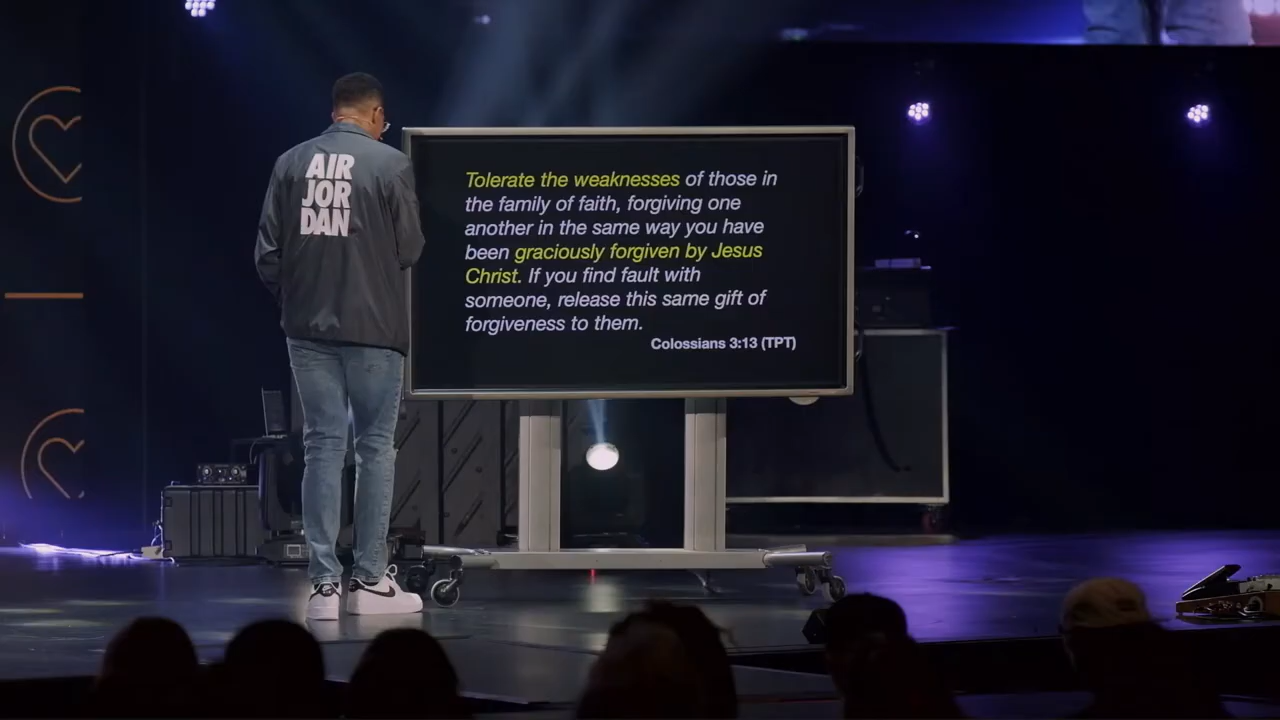 AIR
JOR
DAN
Tolerate the weaknesses of those in
the family of faith, forgiving one
another in the same way you have
been graciously forgiven by Jesus
Christ. If you find fault with
someone, release this same gift of
forgiveness to them.
Colossians 3:13 (TPT)